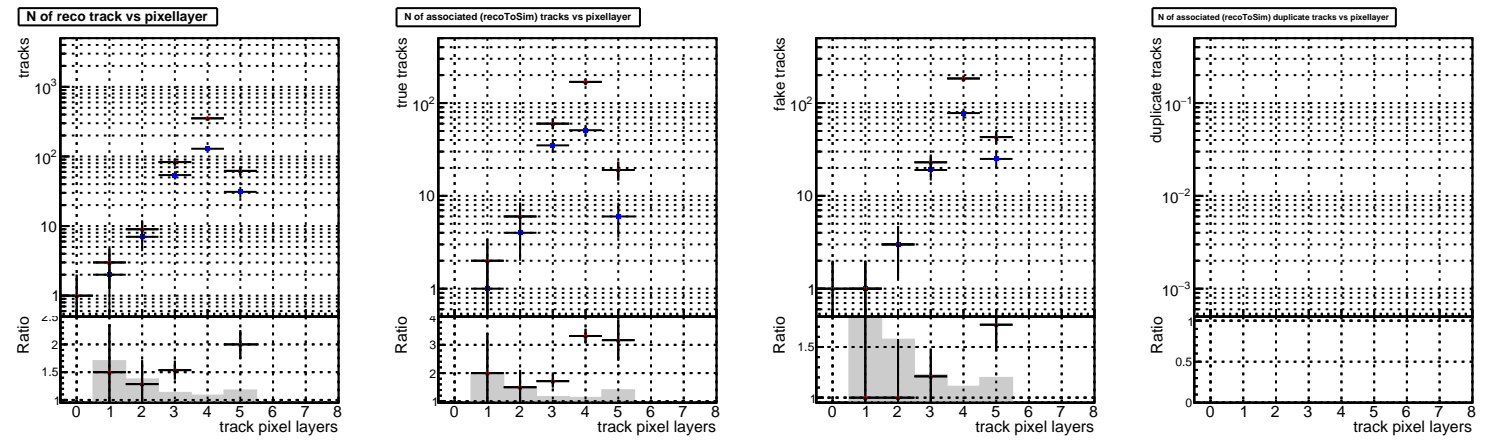 N of reco track vs pixellayer
tracks
10³
10²
10
1
Ratio
2.5
2
1.5
1
0 1 2 3 4 5 6 7 8
track pixel layers
N of associated (recoToSim) tracks vs pixellayer
true tracks
10²
10
1
Ratio
4
3
2
1
0 1 2 3 4 5 6 7 8
track pixel layers
fake tracks
10²
10
1
Ratio
1.5
1
0 1 2 3 4 5 6 7 8
track pixel layers
N of associated (recoToSim) duplicate tracks vs pixellayer
duplicate tracks
10⁻¹
10⁻²
10⁻³
Ratio
1
0.5
0
0 1 2 3 4 5 6 7 8
track pixel layers